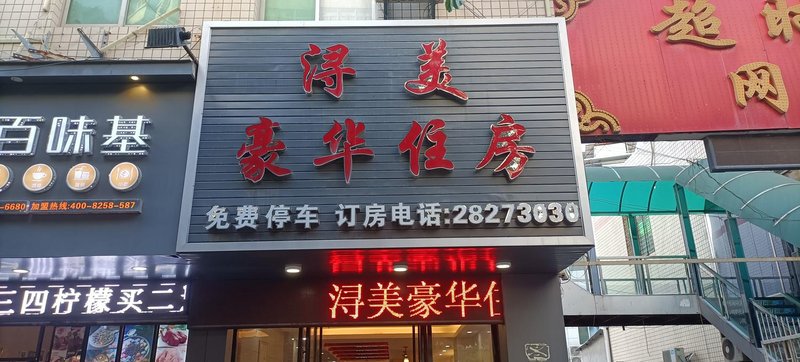 浔美
豪华住房
免费停车 订房电话:28273030
浔美豪华住
百味基
-6680 加盟热线:400-8258-587
三四柠檬买二
超时
网